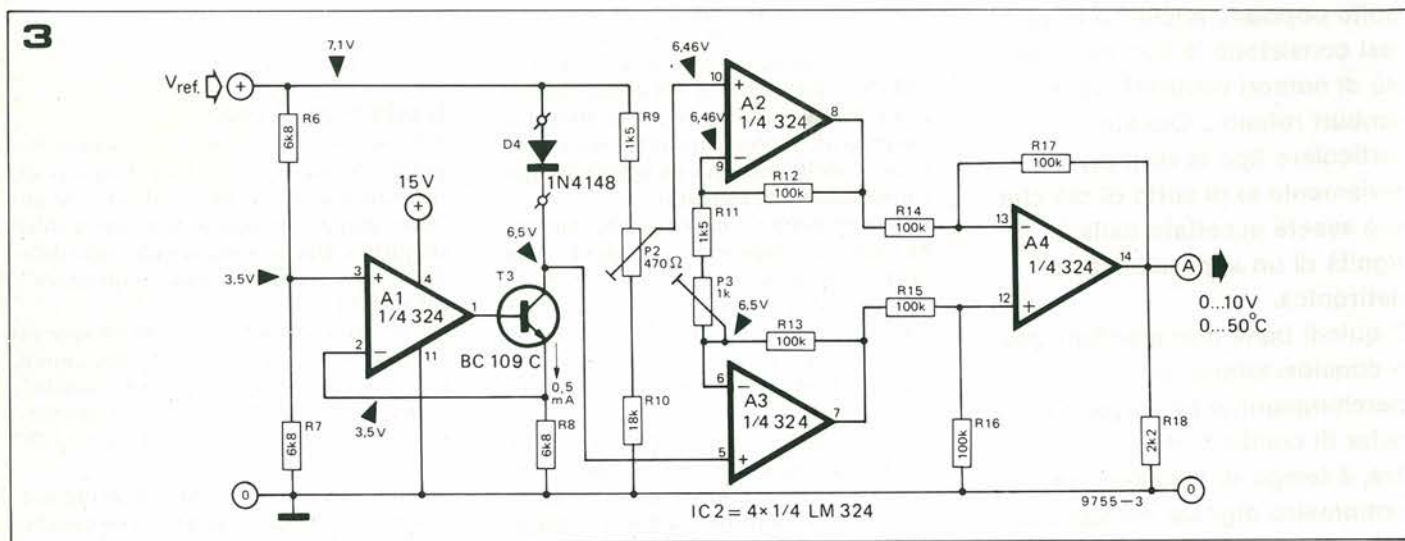 3
7,1V
Vref.
+
R6
6k8
15V
+
3,5V
3
4
A1
1/4 324
1
2
11
3,5V
R7
6k8
0
D4
1N4148
6,5V
T3
BC 109 C
0,5
mA
R8
6k8
R9
1k5
P2
470Ω
R10
18k
6,46V
10
+
A2
1/4 324
8
6,46V
9
−
R12
100k
R11
1k5
P3
1k
6,5V
R13
100k
6
−
A3
1/4 324
7
5
+
IC2 = 4×1/4 LM 324
R14
100k
R15
100k
R16
100k
R17
100k
13
−
A4
1/4 324
14
12
+
A
0...10V
0...50°C
R18
2k2
9755–3
0